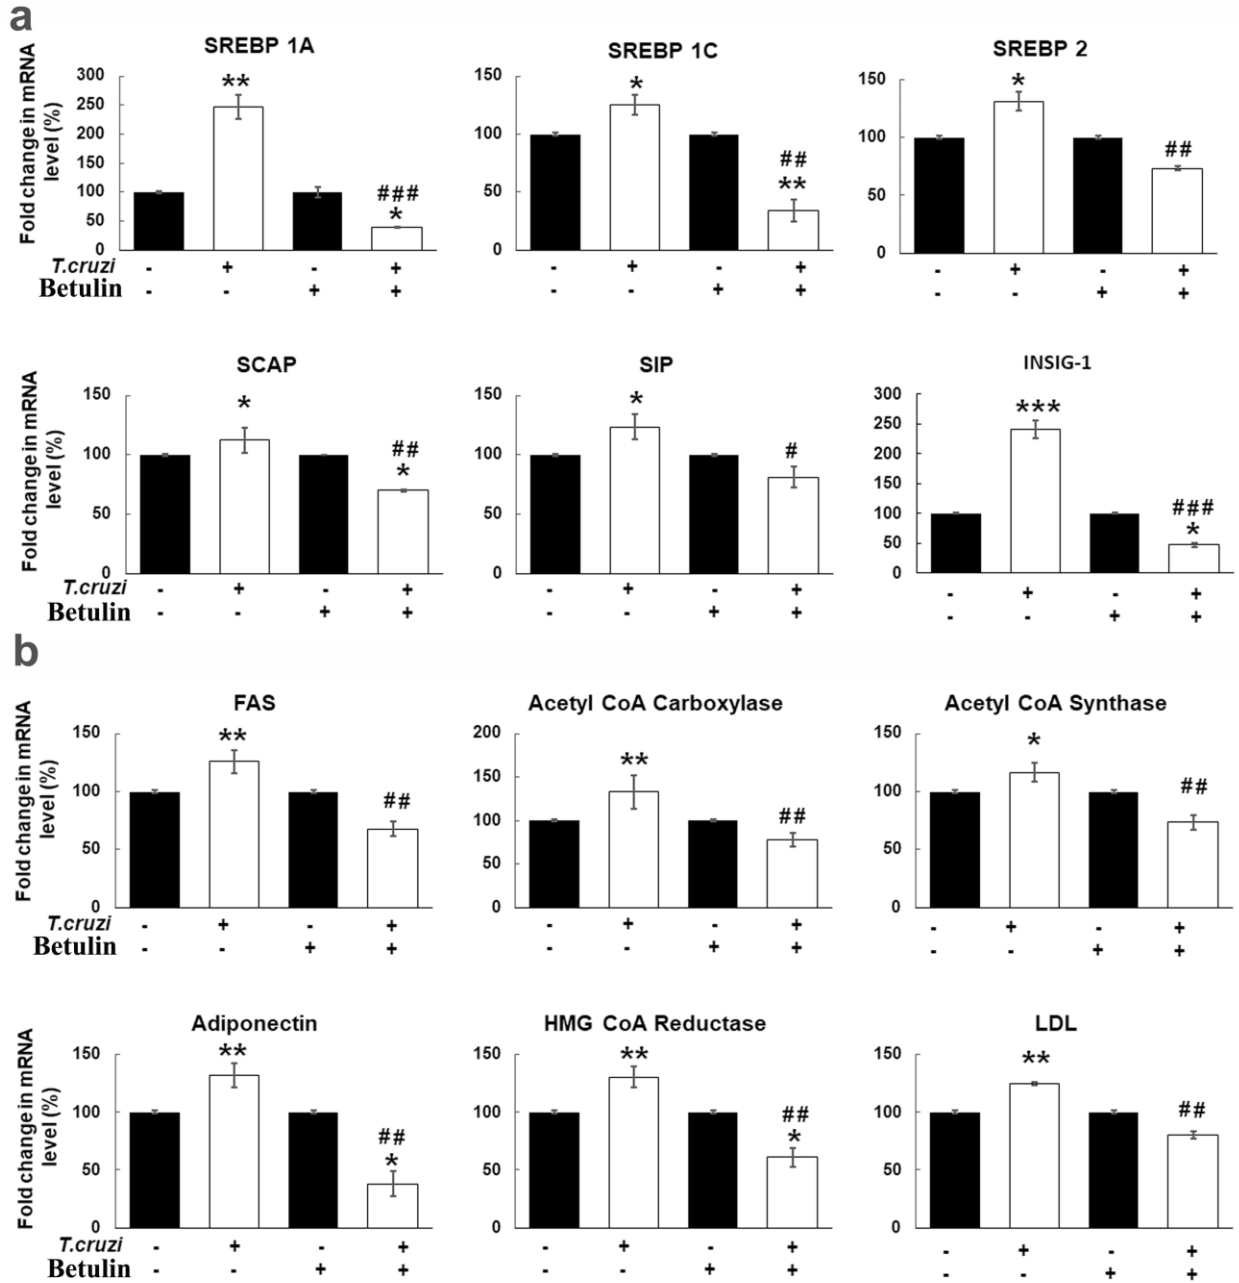 a
SREBP 1A
SREBP 1C
SREBP 2
Fold change in mRNA
level (%)
300
250
200
150
100
50
0
**
###
*
150
100
50
0
*
##
**
150
100
50
0
*
##
T.cruzi - + - +
Betulin - - + +
- + - +
- - + +
- + - +
- - + +
SCAP
SIP
INSIG-1
Fold change in mRNA
level (%)
150
100
50
0
*
##
*
150
100
50
0
*
#
300
250
200
150
100
50
0
***
###
*
T.cruzi - + - +
Betulin - - + +
- + - +
- - + +
- + - +
- - + +
b
FAS
Acetyl CoA Carboxylase
Acetyl CoA Synthase
Fold change in mRNA
level (%)
150
100
50
0
**
##
200
150
100
50
0
**
##
150
100
50
0
*
##
T.cruzi - + - +
Betulin - - + +
- + - +
- - + +
- + - +
- - + +
Adiponectin
HMG CoA Reductase
LDL
Fold change in mRNA
level (%)
150
100
50
0
**
##
*
150
100
50
0
**
##
*
150
100
50
0
**
##
T.cruzi - + - +
Betulin - - + +
- + - +
- - + +
- + - +
- - + +